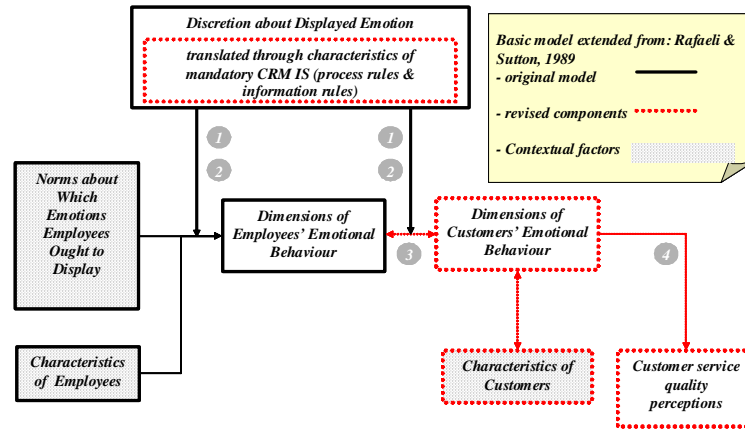 Discretion about Displayed Emotion
translated through characteristics of
mandatory CRM IS (process rules &
information rules)
Basic model extended from: Rafaeli &
Sutton, 1989
- original model
- revised components
- Contextual factors
1
2
1
2
Norms about
Which
Emotions
Employees
Ought to
Display
Dimensions of
Employees' Emotional
Behaviour
3
Dimensions of
Customers' Emotional
Behaviour
4
Characteristics
of Employees
Characteristics of
Customers
Customer service
quality
perceptions